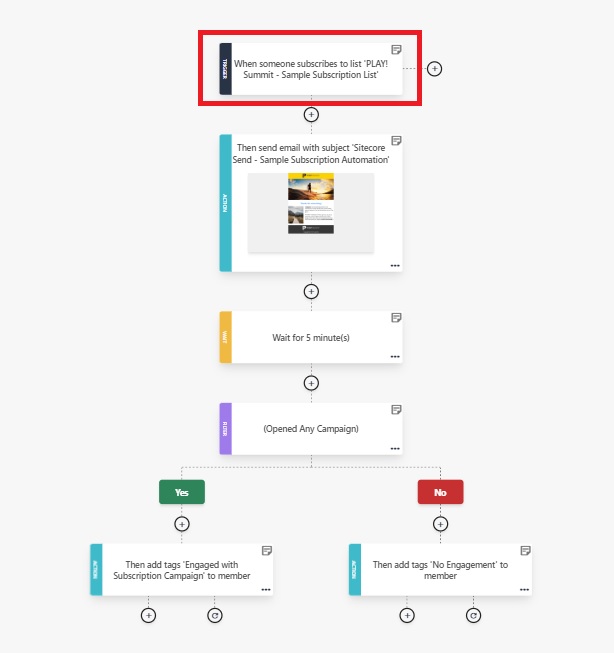 TRIGGER
When someone subscribes to list 'PLAY!
Summit - Sample Subscription List'
ACTION
Then send email with subject 'Sitecore
Send - Sample Subscription Automation'
WAIT
Wait for 5 minute(s)
FILTER
(Opened Any Campaign)
Yes
No
ACTION
Then add tags 'Engaged with
Subscription Campaign' to member
ACTION
Then add tags 'No Engagement' to
member